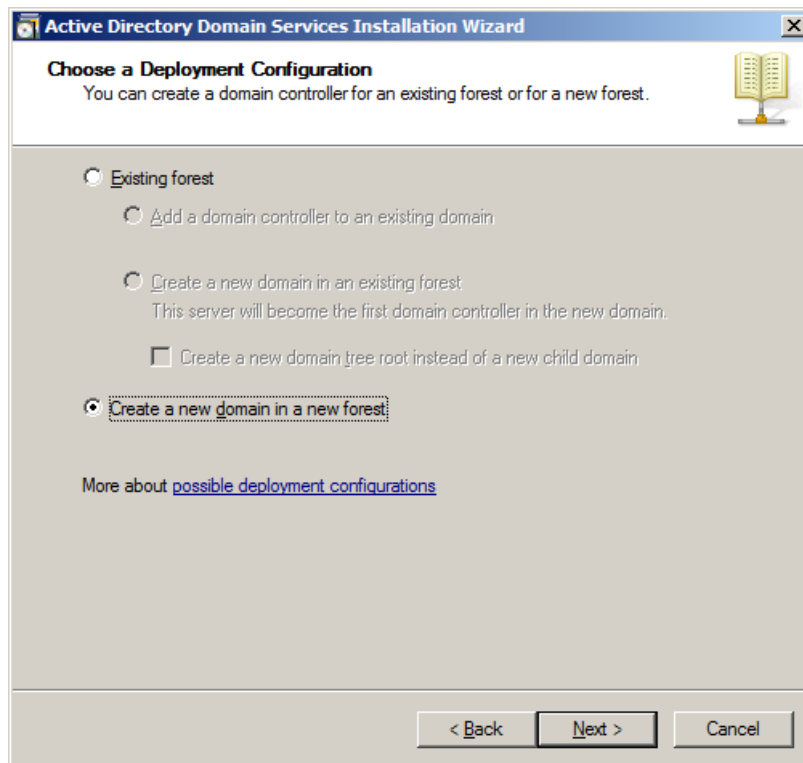 Active Directory Domain Services Installation Wizard
Choose a Deployment Configuration
You can create a domain controller for an existing forest or for a new forest.
Existing forest
Add a domain controller to an existing domain
Create a new domain in an existing forest
This server will become the first domain controller in the new domain.
Create a new domain tree root instead of a new child domain
Create a new domain in a new forest
More about possible deployment configurations
< Back
Next >
Cancel